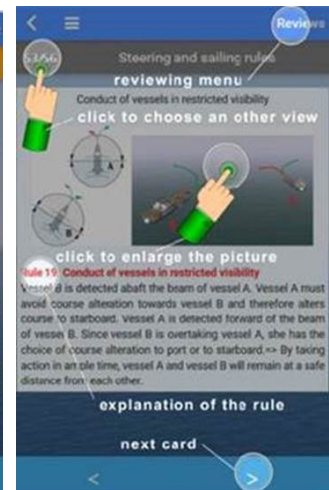 Reviews
53/56
Steering and sailing rules
reviewing menu
Conduct of vessels in restricted visibility
click to choose an other view
A
B
click to enlarge the picture
Rule 19 Conduct of vessels in restricted visibility
Vessel B is detected abaft the beam of vessel A. Vessel A must
avoid course alteration towards vessel B and therefore alters
course to starboard. Vessel A is detected forward of the beam
of vessel B. Since vessel B is overtaking vessel A, she has the
choice of course alteration to port or to starboard.=> By taking
action in ample time, vessel A and vessel B will remain at a safe
distance from each other.
explanation of the rule
next card
< >